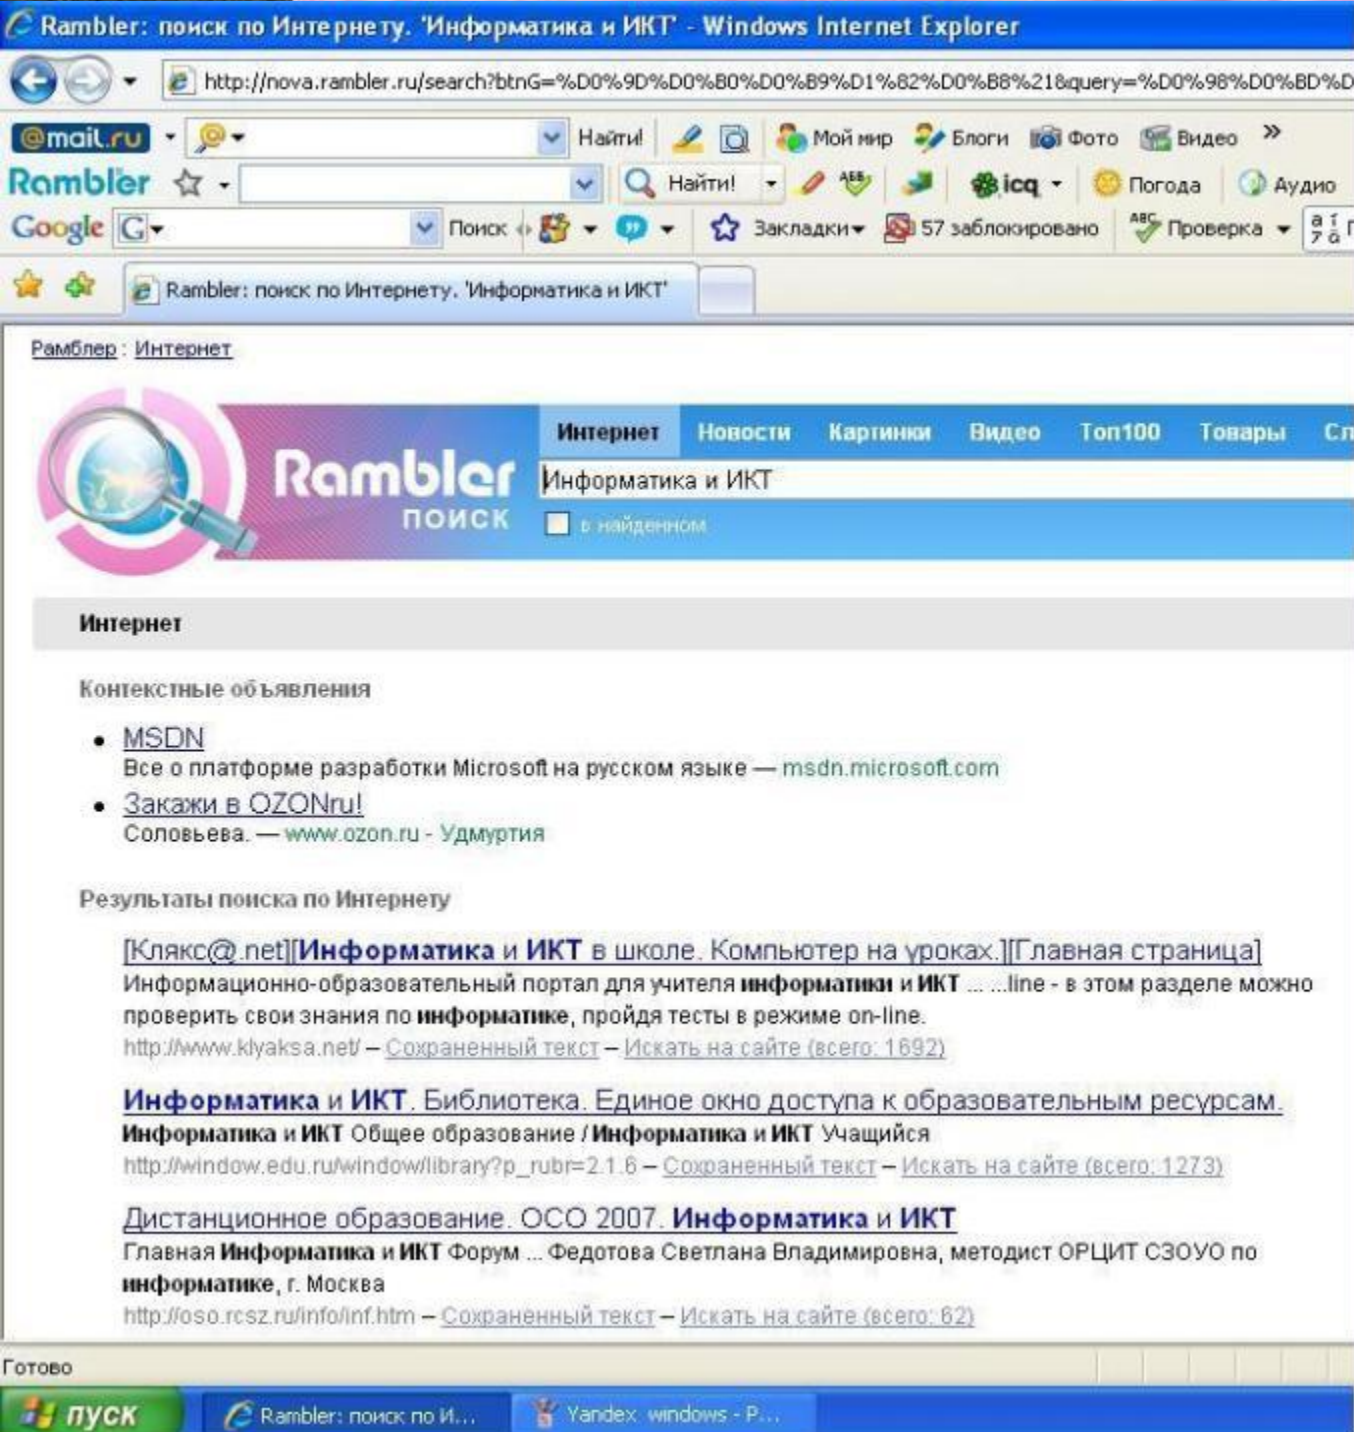 Rambler: поиск по Интернету. 'Информатика и ИКТ' - Windows Internet Explorer
http://nova.rambler.ru/search?btnG=%D0%9D%D0%B0%D0%B9%D1%82%D0%B8%21&query=%D0%98%D0%BD%D
@mail.ru Найти! Мой мир Блоги Фото Видео »
Rambler Найти! ABB icq Погода Аудио
Google G Поиск 57 Закладки 57 заблокировано ABC Проверка
Rambler: поиск по Интернету. 'Информатика и ИКТ'
Рамблер : Интернет
Интернет Новости Картинки Видео Топ100 Товары Сл
Rambler
поиск
Информатика и ИКТ
в найденном
Интернет
Контекстные объявления
• MSDN
Все о платформе разработки Microsoft на русском языке — msdn.microsoft.com
• Закажи в OZONru!
Соловьева. — www.ozon.ru - Удмуртия
Результаты поиска по Интернету
[Клякс@.net][Информатика и ИКТ в школе. Компьютер на уроках.][Главная страница]
Информационно-образовательный портал для учителя информатики и ИКТ ... ...line - в этом разделе можно
проверить свои знания по информатике, пройдя тесты в режиме on-line.
http://www.klyaksa.net/ – Сохраненный текст – Искать на сайте (всего: 1692)
Информатика и ИКТ. Библиотека. Единое окно доступа к образовательным ресурсам.
Информатика и ИКТ Общее образование / Информатика и ИКТ Учащийся
http://window.edu.ru/window/library?p_rubr=2.1.6 – Сохраненный текст – Искать на сайте (всего: 1273)
Дистанционное образование. ОСО 2007. Информатика и ИКТ
Главная Информатика и ИКТ Форум ... Федотова Светлана Владимировна, методист ОРЦИТ СЗОУО по
информатике, г. Москва
http://oso.rcsz.ru/info/inf.htm – Сохраненный текст – Искать на сайте (всего: 62)
Готово
пуск Rambler: поиск по И... Yandex windows - P...